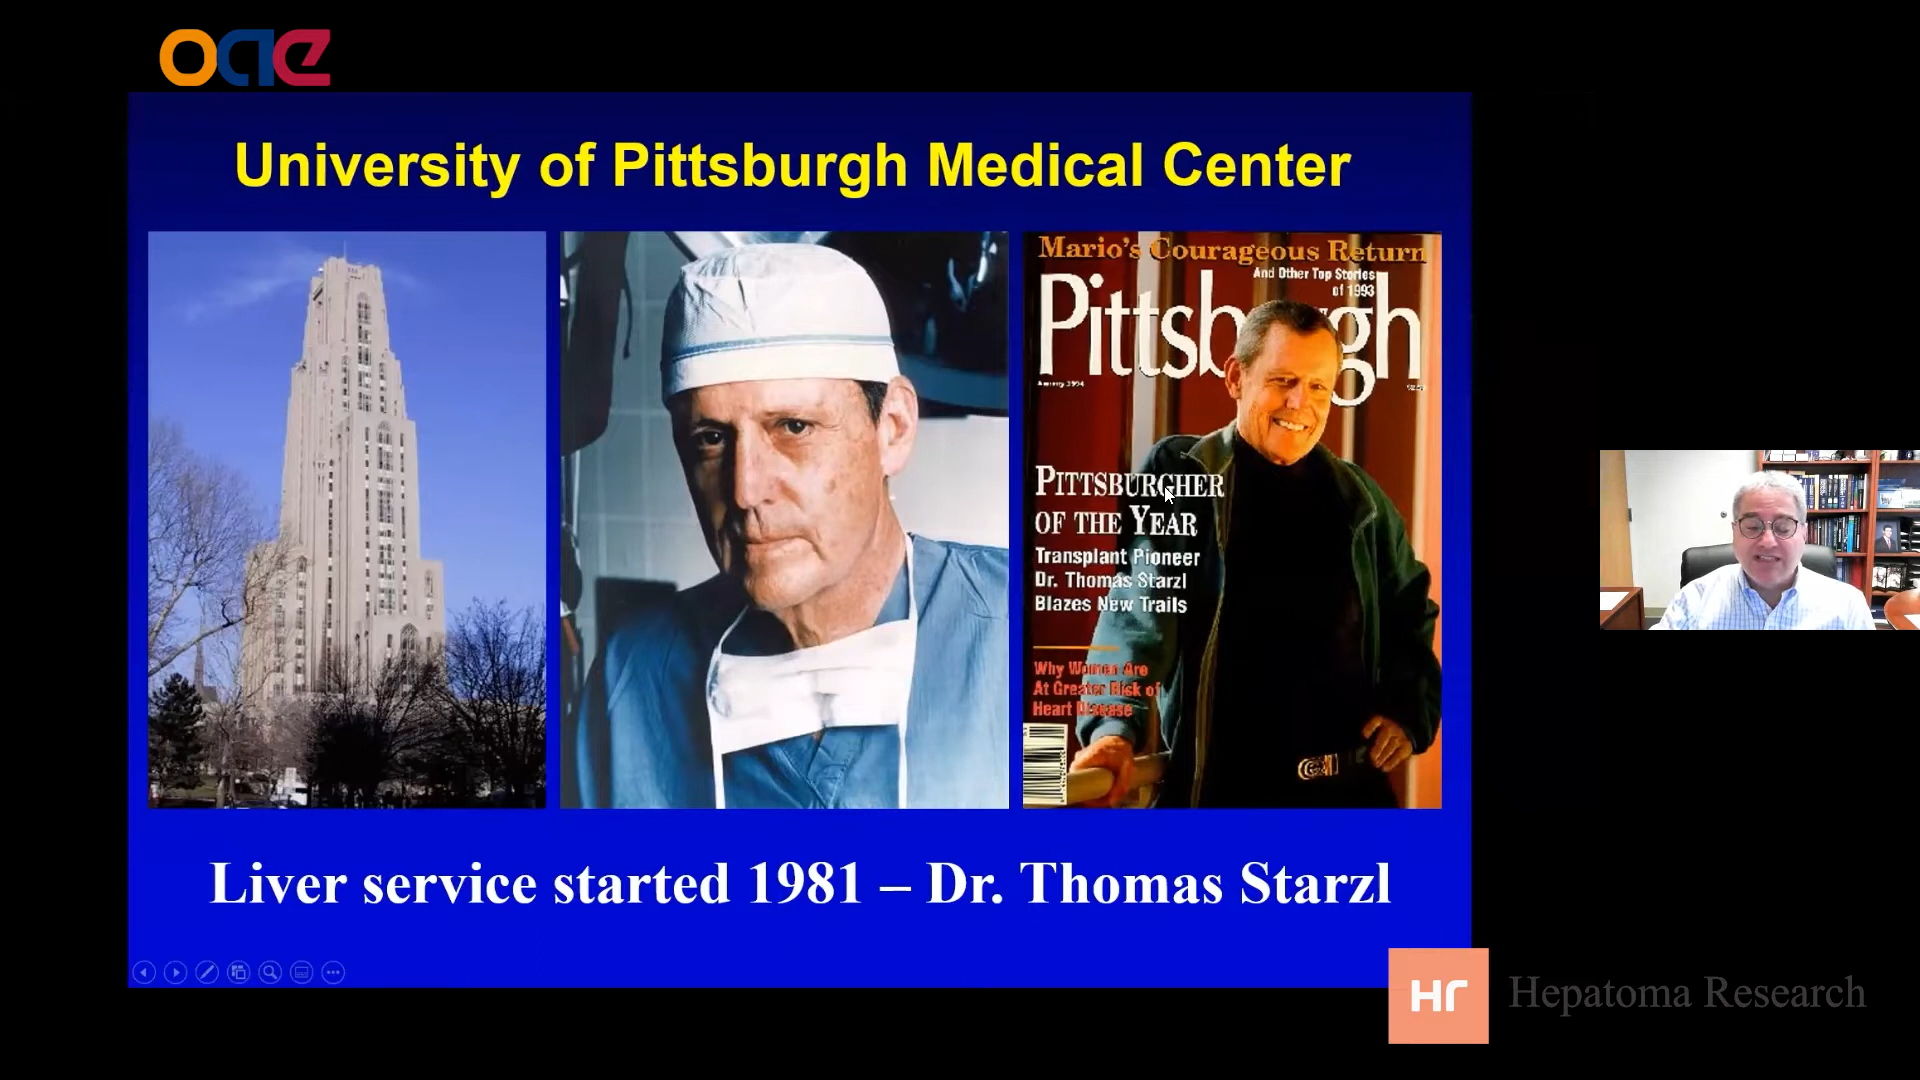 oae
University of Pittsburgh Medical Center
Mario's Courageous Return
And Other Top Stories
of 1993
Pittsburgh
January 1994
PITTSBURGHER
OF THE YEAR
Transplant Pioneer
Dr. Thomas Starzl
Blazes New Trails
Why Women Are
At Greater Risk of
Heart Disease
Liver service started 1981 – Dr. Thomas Starzl
Hr Hepatoma Research